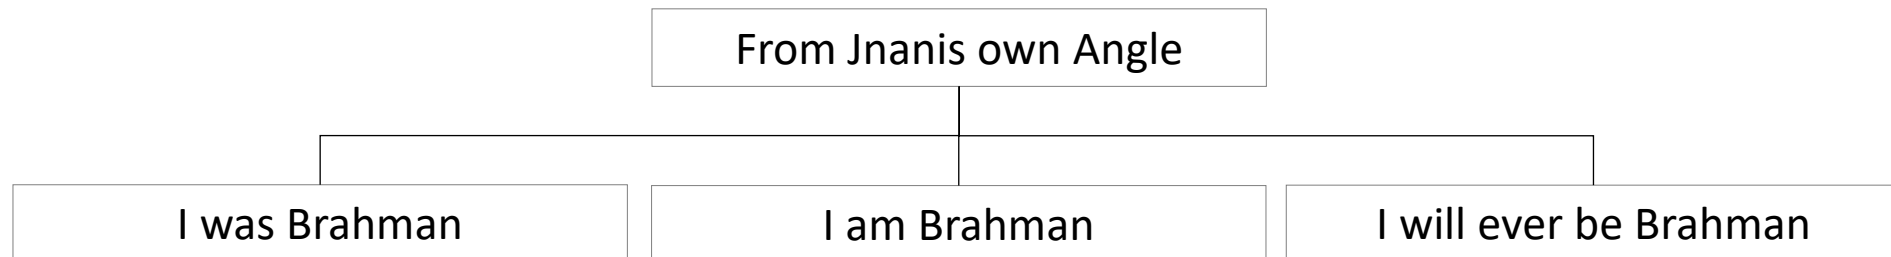 From Jnanis own Angle
I was Brahman
I am Brahman
I will ever be Brahman